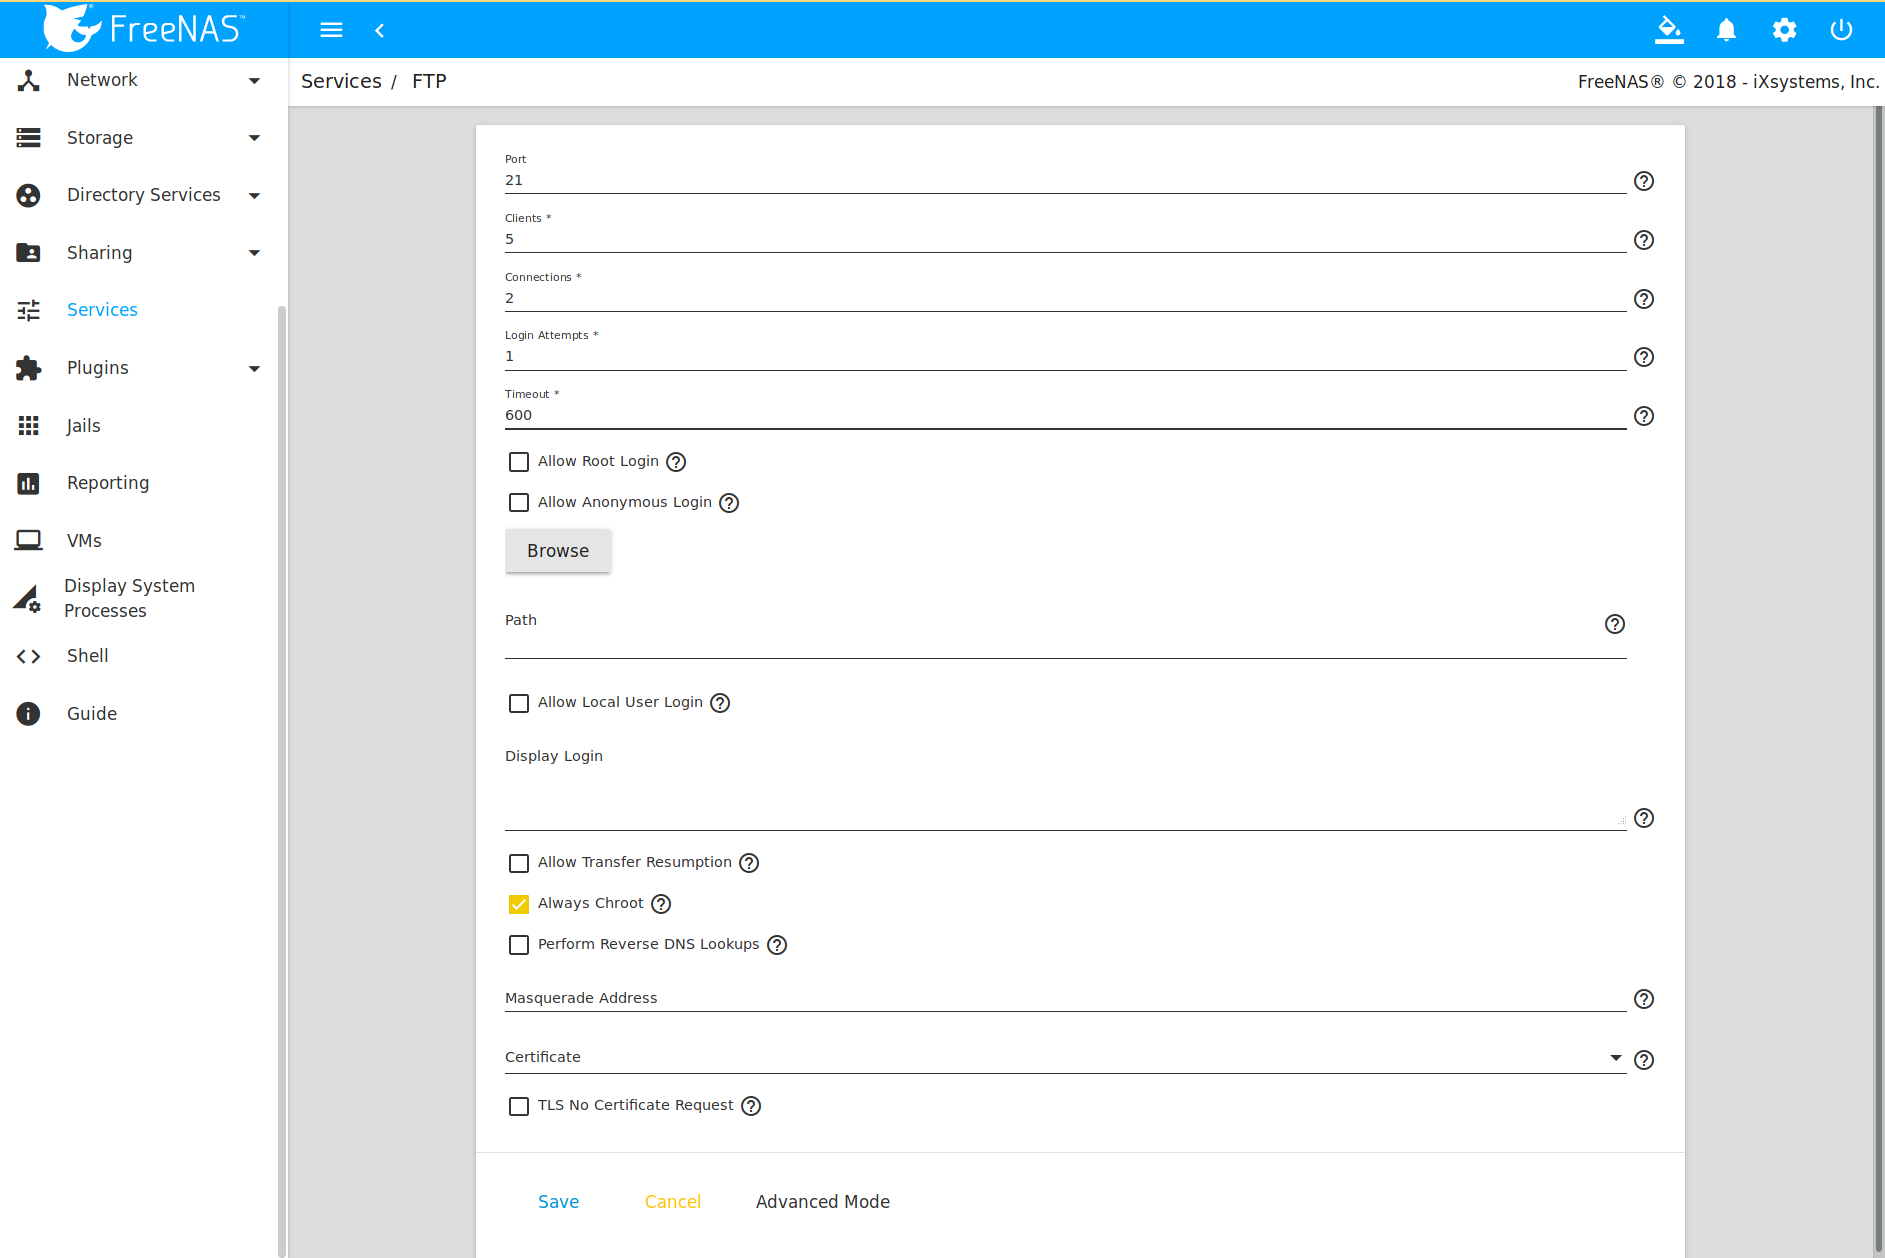 FreeNAS™
Network
Storage
Directory Services
Sharing
Services
Plugins
Jails
Reporting
VMs
Display System
Processes
Shell
Guide
Services / FTP
FreeNAS® © 2018 - iXsystems, Inc.
Port
21
Clients *
5
Connections *
2
Login Attempts *
1
Timeout *
600
Allow Root Login
Allow Anonymous Login
Browse
Path
Allow Local User Login
Display Login
Allow Transfer Resumption
Always Chroot
Perform Reverse DNS Lookups
Masquerade Address
Certificate
TLS No Certificate Request
Save Cancel Advanced Mode